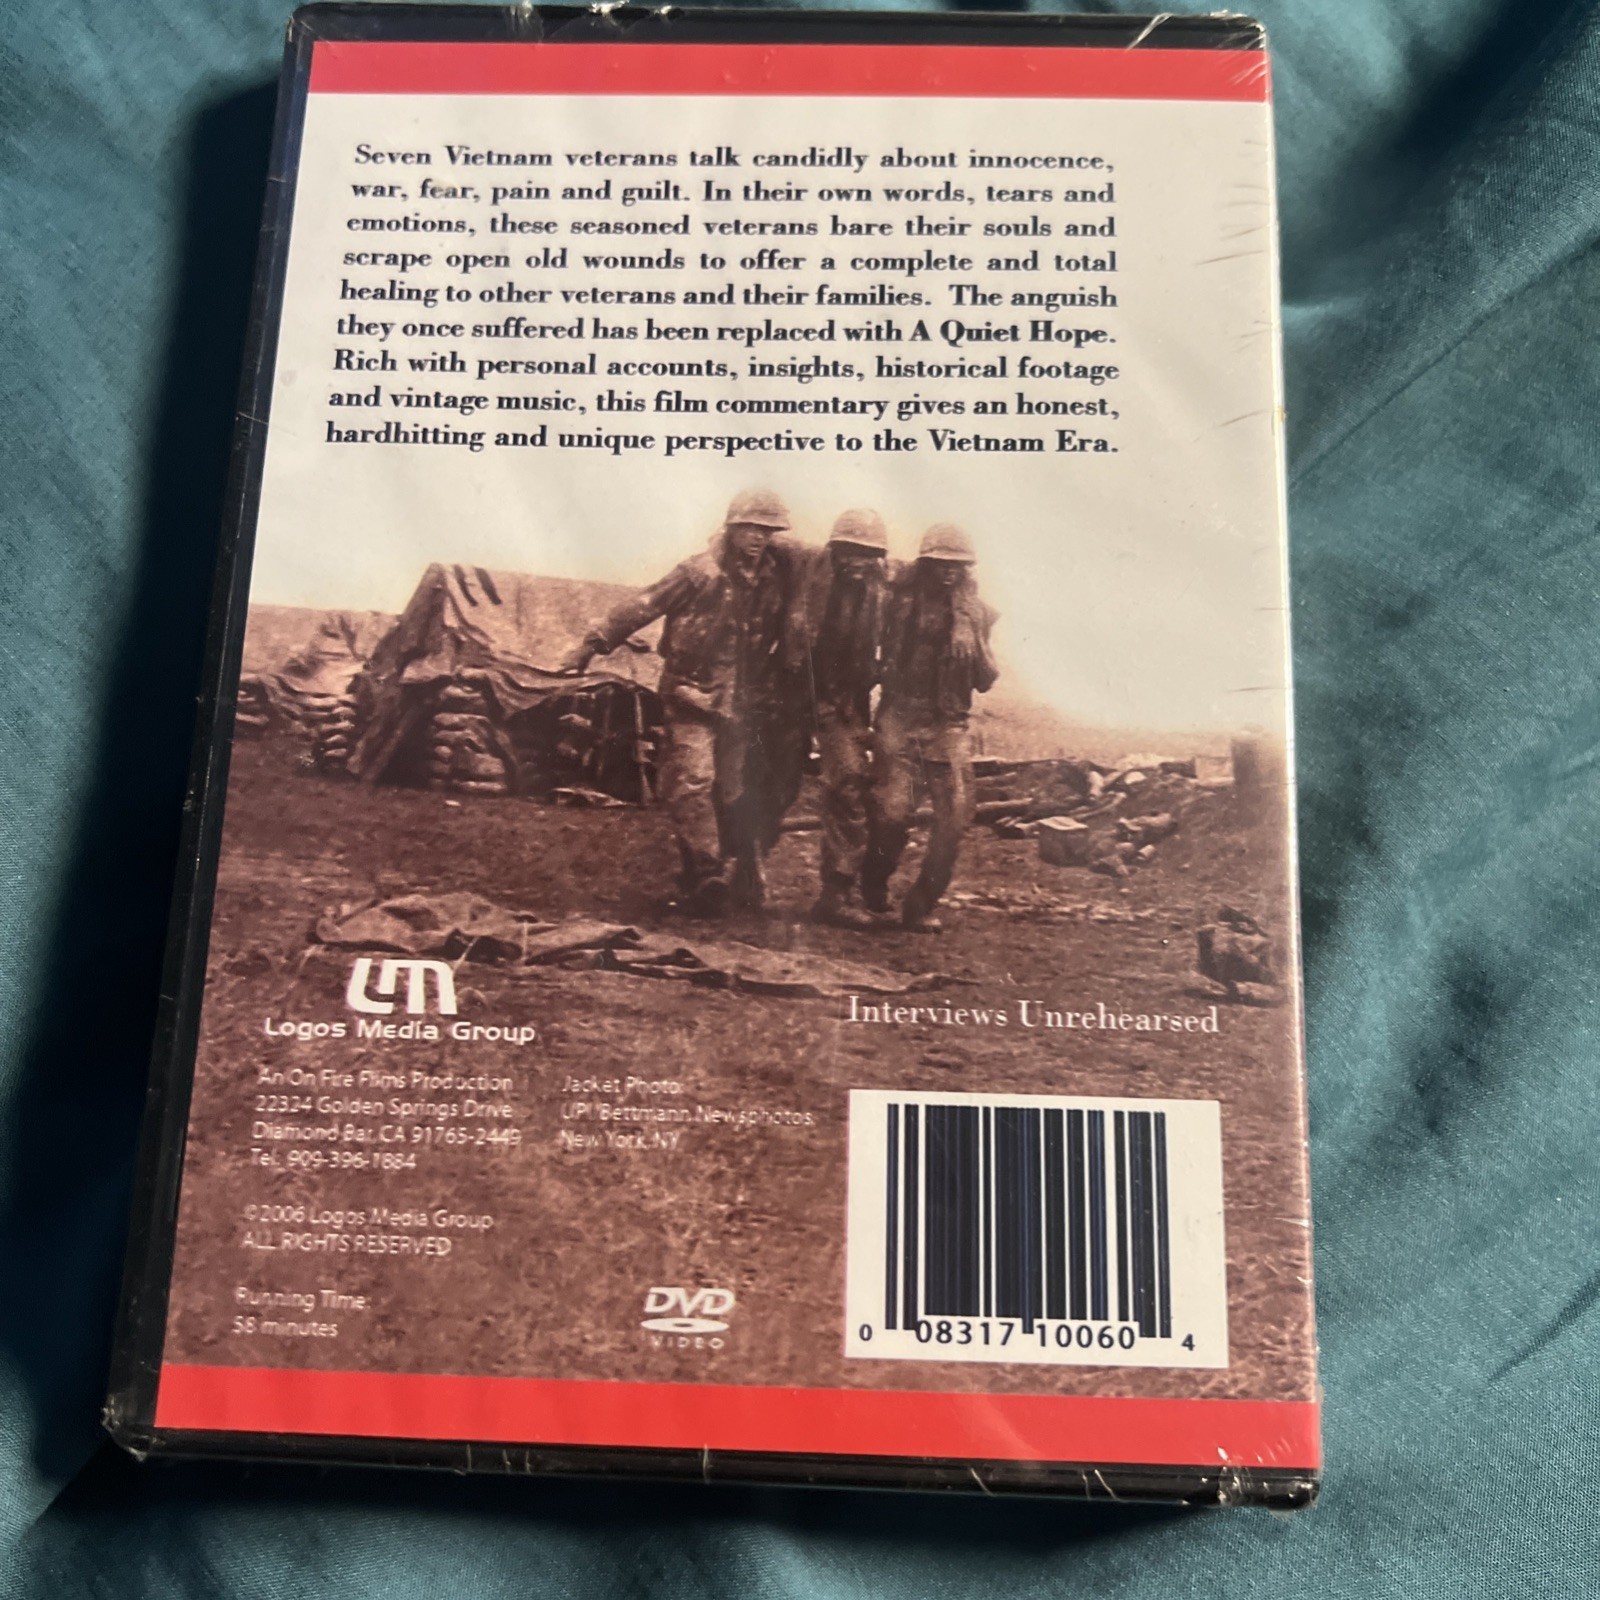 Seven Vietnam veterans talk candidly about innocence,
war, fear, pain and guilt. In their own words, tears and
emotions, these seasoned veterans bare their souls and
scrape open old wounds to offer a complete and total
healing to other veterans and their families. The anguish
they once suffered has been replaced with A Quiet Hope.
Rich with personal accounts, insights, historical footage
and vintage music, this film commentary gives an honest,
hardhitting and unique perspective to the Vietnam Era.
LM
Logos Media Group
Interviews Unrehearsed
An On Fire Films Production
22324 Golden Springs Drive
Diamond Bar, CA 91765-2449
Tel: 909-396-1884
Jacket Photo:
UPI/Bettmann Newsphotos
New York, NY
©2006 Logos Media Group
ALL RIGHTS RESERVED
Running Time:
58 minutes
DVD
VIDEO
0 08317 10060 4